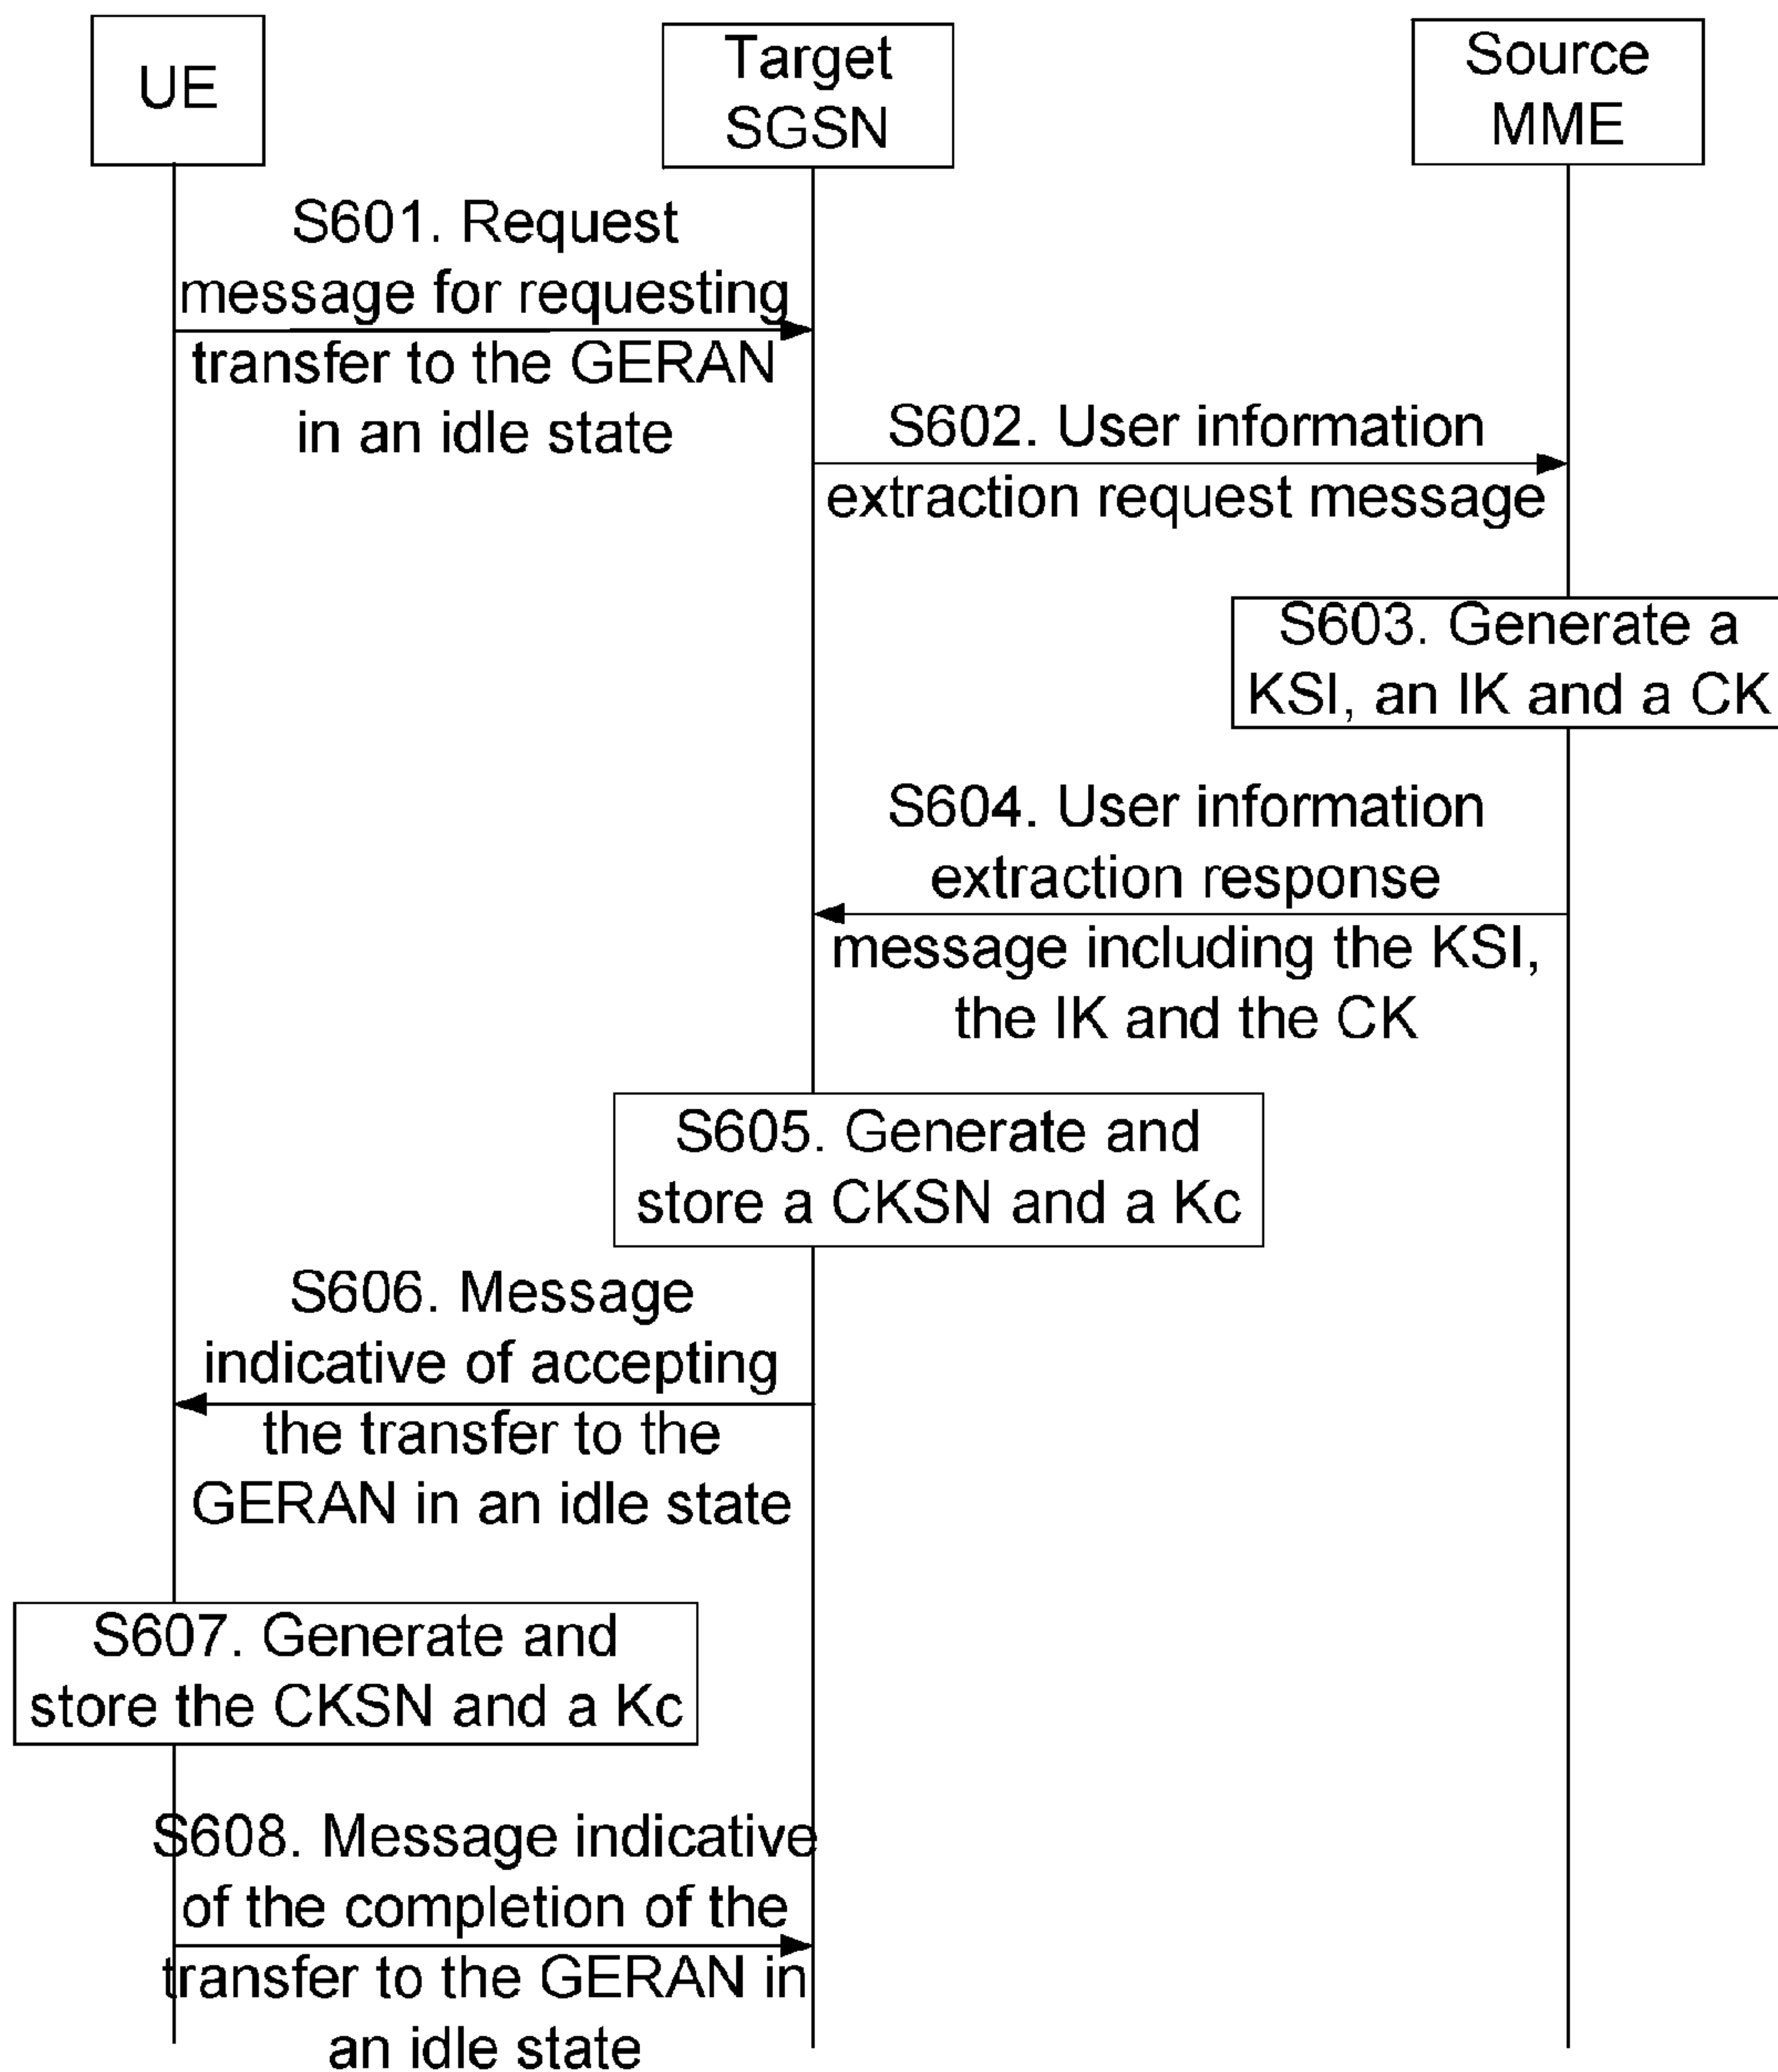 UE
Target
SGSN
Source
MME
S601. Request
message for requesting
transfer to the GERAN
in an idle state
S602. User information
extraction request message
S603. Generate a
KSI, an IK and a CK
S604. User information
extraction response
message including the KSI,
the IK and the CK
S605. Generate and
store a CKSN and a Kc
S606. Message
indicative of accepting
the transfer to the
GERAN in an idle state
S607. Generate and
store the CKSN and a Kc
S608. Message indicative
of the completion of the
transfer to the GERAN in
an idle state